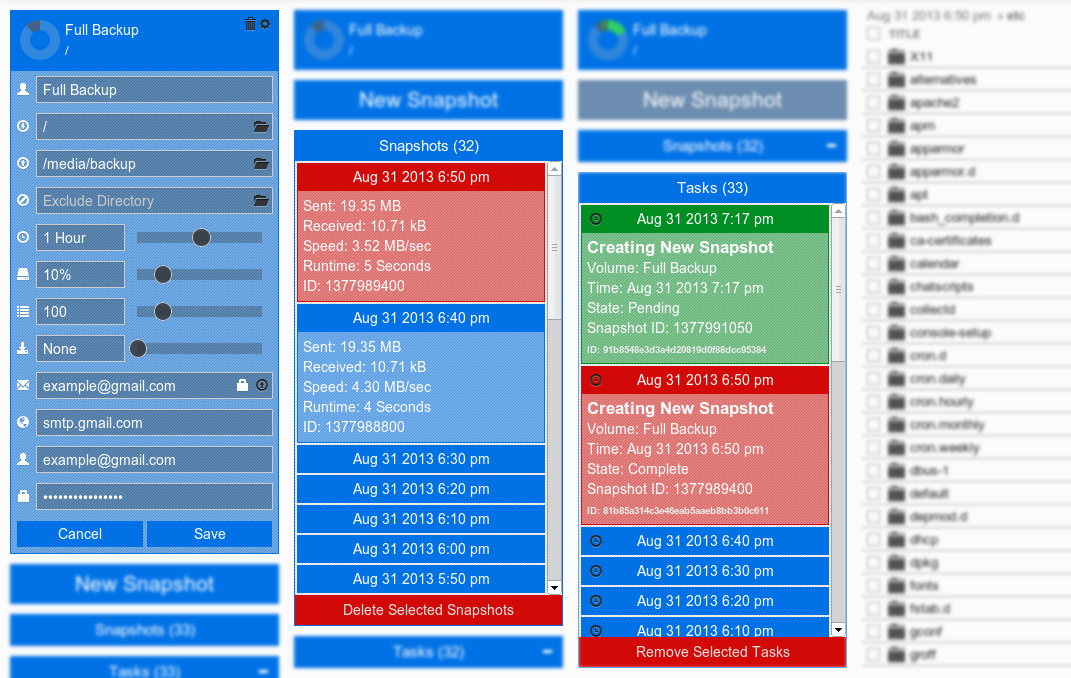 Full Backup
/
Full Backup
/
/media/backup
Exclude Directory
1 Hour
10%
100
None
example@gmail.com
smtp.gmail.com
example@gmail.com
••••••••••••••••
Cancel
Save
New Snapshot
Snapshots (33)
Tasks (33)
Full Backup
/
New Snapshot
Snapshots (32)
Aug 31 2013 6:50 pm
Sent: 19.35 MB
Received: 10.71 kB
Speed: 3.52 MB/sec
Runtime: 5 Seconds
ID: 1377989400
Aug 31 2013 6:40 pm
Sent: 19.35 MB
Received: 10.71 kB
Speed: 4.30 MB/sec
Runtime: 4 Seconds
ID: 1377988800
Aug 31 2013 6:30 pm
Aug 31 2013 6:20 pm
Aug 31 2013 6:10 pm
Aug 31 2013 6:00 pm
Aug 31 2013 5:50 pm
Delete Selected Snapshots
Tasks (32)
Full Backup
/
New Snapshot
Snapshots (32)
Tasks (33)
Aug 31 2013 7:17 pm
Creating New Snapshot
Volume: Full Backup
Time: Aug 31 2013 7:17 pm
State: Pending
Snapshot ID: 1377991050
ID: 91b8548e3d3a4d20819d0f88dcc95384
Aug 31 2013 6:50 pm
Creating New Snapshot
Volume: Full Backup
Time: Aug 31 2013 6:50 pm
State: Complete
Snapshot ID: 1377989400
ID: 81b85a314c3e46eab5aaeb8bb3b0c611
Aug 31 2013 6:40 pm
Aug 31 2013 6:30 pm
Aug 31 2013 6:20 pm
Aug 31 2013 6:10 pm
Remove Selected Tasks
Aug 31 2013 6:50 pm › etc
TITLE
X11
alternatives
apache2
apm
apparmor
apparmor.d
apt
bash_completion.d
ca-certificates
calendar
chatscripts
collectd
console-setup
cron.d
cron.daily
cron.hourly
cron.monthly
cron.weekly
dbus-1
default
depmod.d
dhcp
dpkg
fonts
fstab.d
gconf
groff